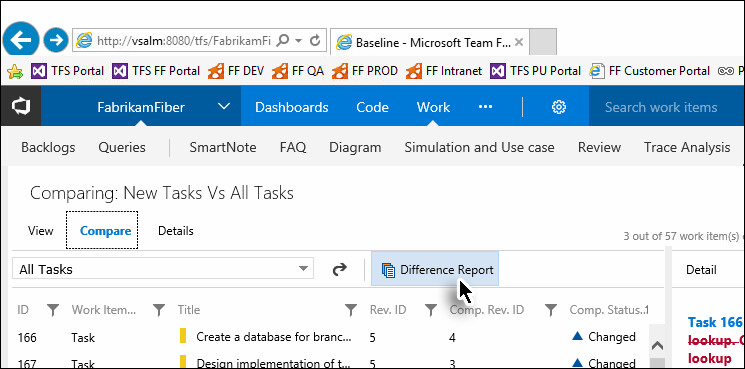 http://vsalm:8080/tfs/FabrikamFi
Baseline - Microsoft Team F...
TFS Portal TFS FF Portal FF DEV FF QA FF PROD FF Intranet TFS PU Portal FF Customer Portal
FabrikamFiber Dashboards Code Work ... Search work items
Backlogs Queries SmartNote FAQ Diagram Simulation and Use case Review Trace Analysis
Comparing: New Tasks Vs All Tasks
View Compare Details
3 out of 57 work item(s)
All Tasks Difference Report Detail
ID Work Item... Title Rev. ID Comp. Rev. ID Comp. Status..
166 Task Create a database for branc... 5 4 Changed
Task 166
lookup.
167 Task Design implementation of t... 5 3 Changed
lookup